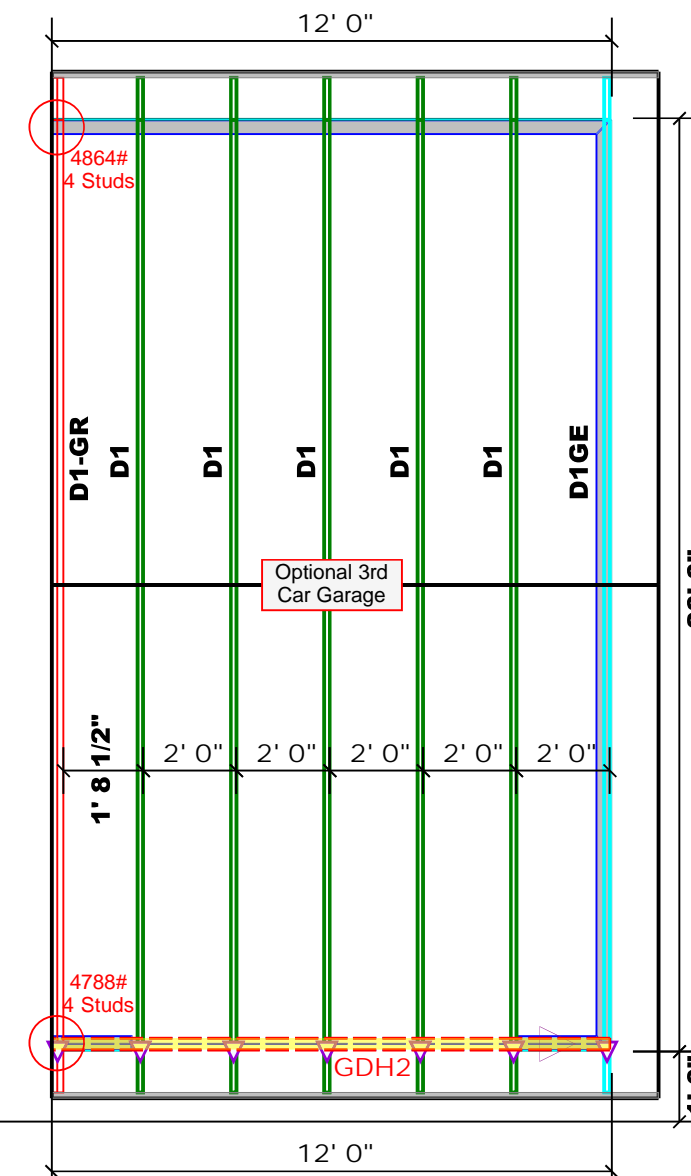 12' 0"
4864#
4 Studs
D1-GR
D1
D1
D1
D1
D1
D1GE
Optional 3rd
Car Garage
1' 8 1/2"
2' 0"
2' 0"
2' 0"
2' 0"
2' 0"
4788#
4 Studs
GDH2
12' 0"